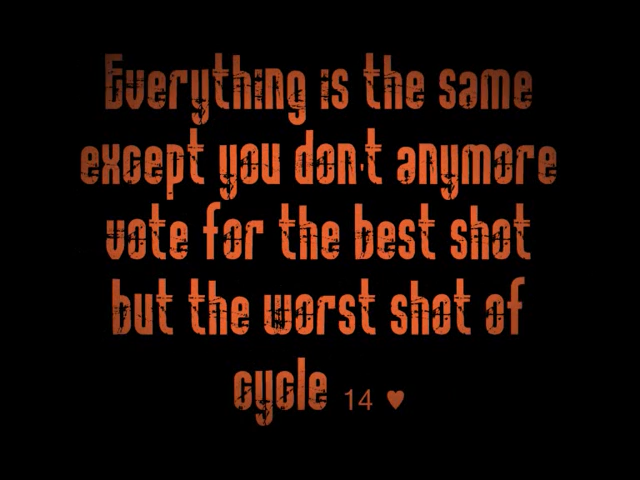 Everything is the same
except you don't anymore
vote for the best shot
but the worst shot of
cycle 14 ♥